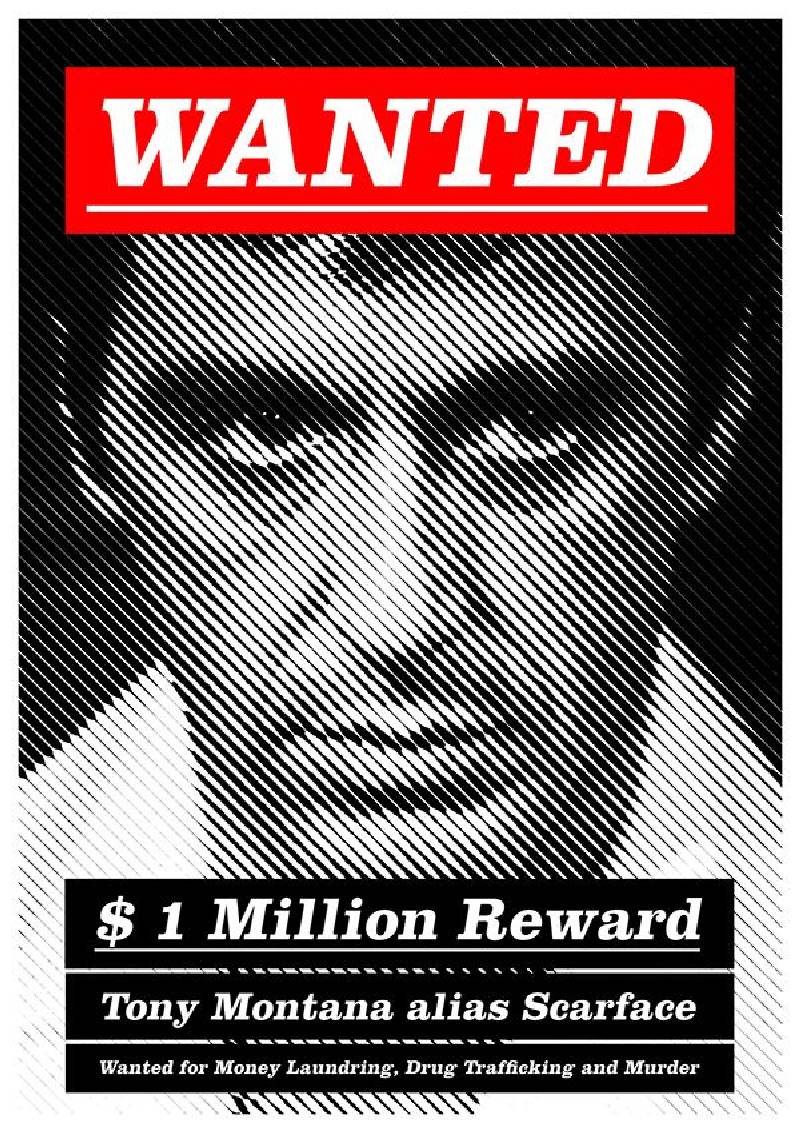 WANTED
$ 1 Million Reward
Tony Montana alias Scarface
Wanted for Money Laundring, Drug Trafficking and Murder